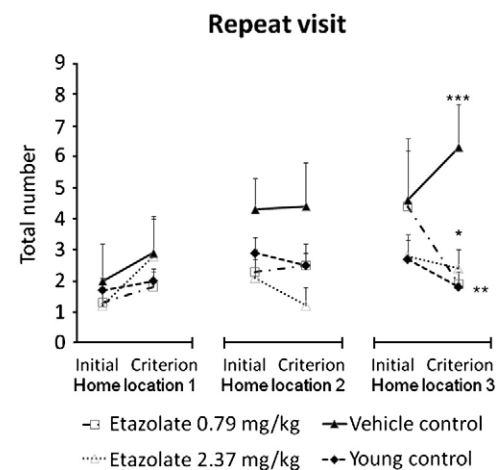 Repeat visit
Total number
9
8
7
6
5
4
3
2
1
0
***
*
**
Initial Criterion Initial Criterion Initial Criterion
Home location 1 Home location 2 Home location 3
Etazolate 0.79 mg/kg Vehicle control
Etazolate 2.37 mg/kg Young control